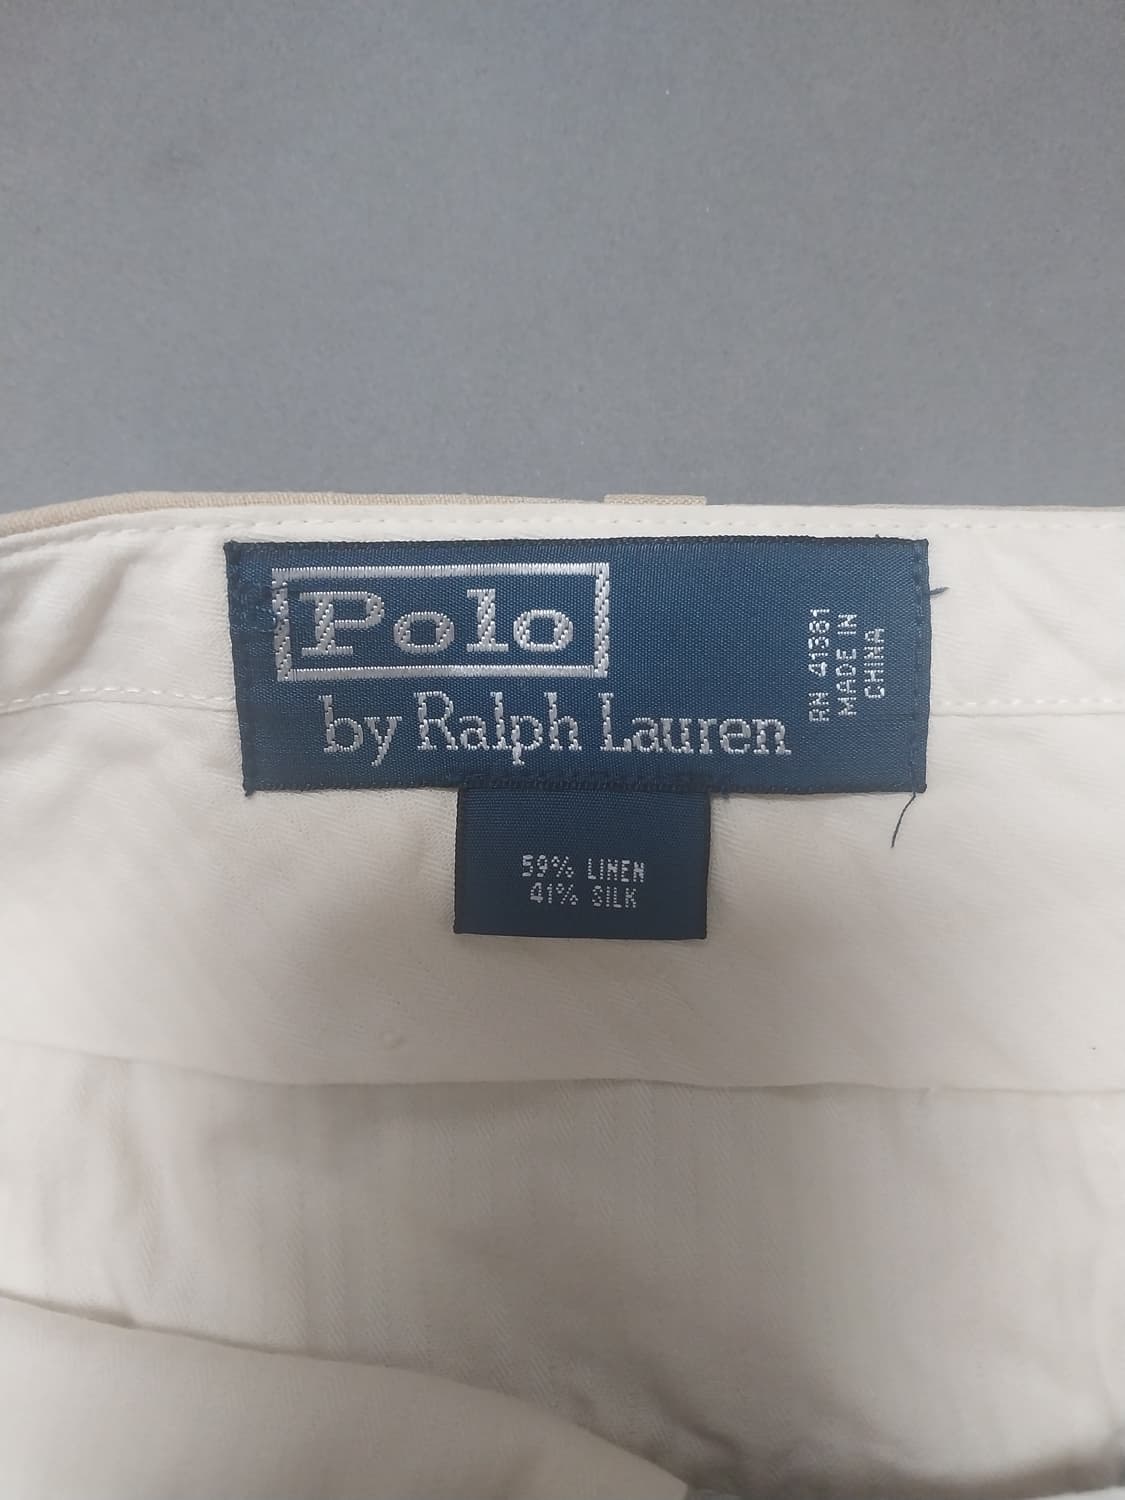 Polo
by Ralph Lauren
RN 41381
MADE IN
CHINA
59% LINEN
41% SILK